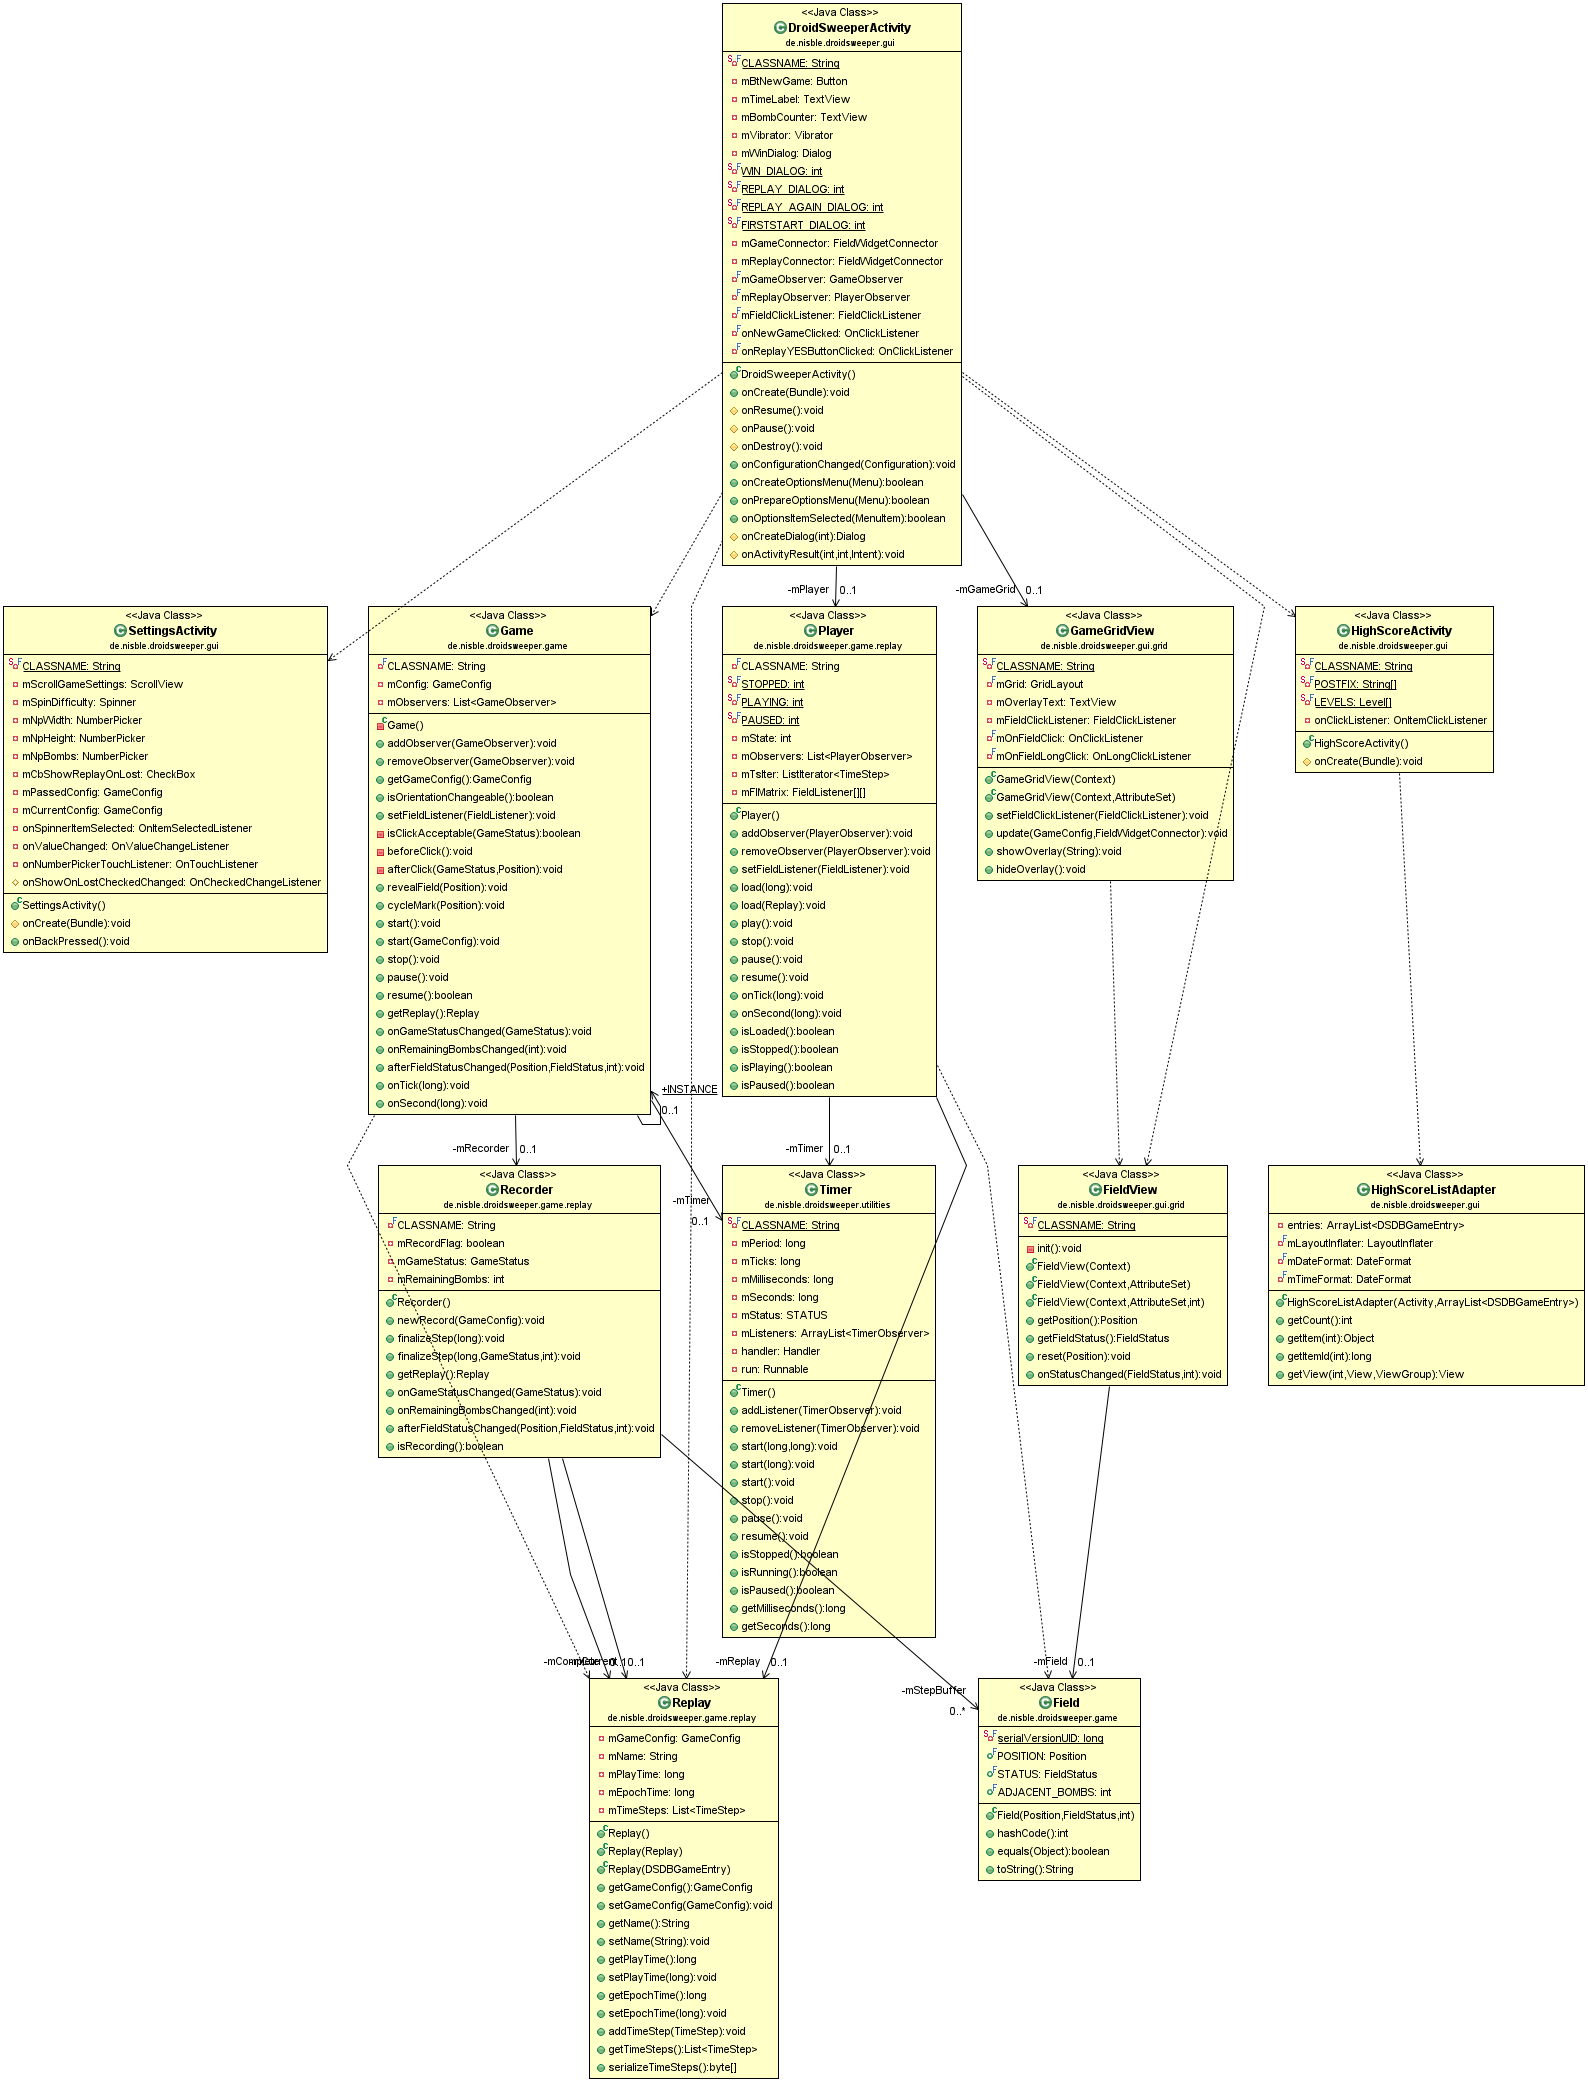 <<Java Class>>
DroidSweeperActivity
de.nisble.droidsweeper.gui
CLASSNAME: String
mBtNewGame: Button
mTimeLabel: TextView
mBombCounter: TextView
mVibrator: Vibrator
mWinDialog: Dialog
WIN_DIALOG: int
REPLAY_DIALOG: int
REPLAY_AGAIN_DIALOG: int
FIRSTSTART_DIALOG: int
mGameConnector: FieldWidgetConnector
mReplayConnector: FieldWidgetConnector
mGameObserver: GameObserver
mReplayObserver: PlayerObserver
mFieldClickListener: FieldClickListener
onNewGameClicked: OnClickListener
onReplayYESButtonClicked: OnClickListener
DroidSweeperActivity()
onCreate(Bundle):void
onResume():void
onPause():void
onDestroy():void
onConfigurationChanged(Configuration):void
onCreateOptionsMenu(Menu):boolean
onPrepareOptionsMenu(Menu):boolean
onOptionsItemSelected(MenuItem):boolean
onCreateDialog(int):Dialog
onActivityResult(int,int,Intent):void
-mPlayer 0..1
-mGameGrid 0..1
<<Java Class>>
SettingsActivity
de.nisble.droidsweeper.gui
CLASSNAME: String
mScrollGameSettings: ScrollView
mSpinDifficulty: Spinner
mNpWidth: NumberPicker
mNpHeight: NumberPicker
mNpBombs: NumberPicker
mCbShowReplayOnLost: CheckBox
mPassedConfig: GameConfig
mCurrentConfig: GameConfig
onSpinnerItemSelected: OnItemSelectedListener
onValueChanged: OnValueChangeListener
onNumberPickerTouchListener: OnTouchListener
onShowOnLostCheckedChanged: OnCheckedChangeListener
SettingsActivity()
onCreate(Bundle):void
onBackPressed():void
<<Java Class>>
Game
de.nisble.droidsweeper.game
CLASSNAME: String
mConfig: GameConfig
mObservers: List<GameObserver>
Game()
addObserver(GameObserver):void
removeObserver(GameObserver):void
getGameConfig():GameConfig
isOrientationChangeable():boolean
setFieldListener(FieldListener):void
isClickAcceptable(GameStatus):boolean
beforeClick():void
afterClick(GameStatus,Position):void
revealField(Position):void
cycleMark(Position):void
start():void
start(GameConfig):void
stop():void
pause():void
resume():boolean
getReplay():Replay
onGameStatusChanged(GameStatus):void
onRemainingBombsChanged(int):void
afterFieldStatusChanged(Position,FieldStatus,int):void
onTick(long):void
onSecond(long):void
<<Java Class>>
Player
de.nisble.droidsweeper.game.replay
CLASSNAME: String
STOPPED: int
PLAYING: int
PAUSED: int
mState: int
mObservers: List<PlayerObserver>
mTsIter: ListIterator<TimeStep>
mFlMatrix: FieldListener[][]
Player()
addObserver(PlayerObserver):void
removeObserver(PlayerObserver):void
setFieldListener(FieldListener):void
load(long):void
load(Replay):void
play():void
stop():void
pause():void
resume():void
onTick(long):void
onSecond(long):void
isLoaded():boolean
isStopped():boolean
isPlaying():boolean
isPaused():boolean
<<Java Class>>
GameGridView
de.nisble.droidsweeper.gui.grid
CLASSNAME: String
mGrid: GridLayout
mOverlayText: TextView
mFieldClickListener: FieldClickListener
mOnFieldClick: OnClickListener
mOnFieldLongClick: OnLongClickListener
GameGridView(Context)
GameGridView(Context,AttributeSet)
setFieldClickListener(FieldClickListener):void
update(GameConfig,FieldWidgetConnector):void
showOverlay(String):void
hideOverlay():void
<<Java Class>>
HighScoreActivity
de.nisble.droidsweeper.gui
CLASSNAME: String
POSTFIX: String[]
LEVELS: Level[]
onClickListener: OnItemClickListener
HighScoreActivity()
onCreate(Bundle):void
+INSTANCE
0..1
-mRecorder 0..1
-mTimer
0..1
-mTimer 0..1
<<Java Class>>
Recorder
de.nisble.droidsweeper.game.replay
CLASSNAME: String
mRecordFlag: boolean
mGameStatus: GameStatus
mRemainingBombs: int
Recorder()
newRecord(GameConfig):void
finalizeStep(long):void
finalizeStep(long,GameStatus,int):void
getReplay():Replay
onGameStatusChanged(GameStatus):void
onRemainingBombsChanged(int):void
afterFieldStatusChanged(Position,FieldStatus,int):void
isRecording():boolean
<<Java Class>>
Timer
de.nisble.droidsweeper.utilities
CLASSNAME: String
mPeriod: long
mTicks: long
mMilliseconds: long
mSeconds: long
mStatus: STATUS
mListeners: ArrayList<TimerObserver>
handler: Handler
run: Runnable
Timer()
addListener(TimerObserver):void
removeListener(TimerObserver):void
start(long,long):void
start(long):void
start():void
stop():void
pause():void
resume():void
isStopped():boolean
isRunning():boolean
isPaused():boolean
getMilliseconds():long
getSeconds():long
<<Java Class>>
FieldView
de.nisble.droidsweeper.gui.grid
CLASSNAME: String
init():void
FieldView(Context)
FieldView(Context,AttributeSet)
FieldView(Context,AttributeSet,int)
getPosition():Position
getFieldStatus():FieldStatus
reset(Position):void
onStatusChanged(FieldStatus,int):void
<<Java Class>>
HighScoreListAdapter
de.nisble.droidsweeper.gui
entries: ArrayList<DSDBGameEntry>
mLayoutInflater: LayoutInflater
mDateFormat: DateFormat
mTimeFormat: DateFormat
HighScoreListAdapter(Activity,ArrayList<DSDBGameEntry>)
getCount():int
getItem(int):Object
getItemId(int):long
getView(int,View,ViewGroup):View
0..1
-mReplay 0..1
-mStepBuffer
0..*
-mField 0..1
<<Java Class>>
Replay
de.nisble.droidsweeper.game.replay
mGameConfig: GameConfig
mName: String
mPlayTime: long
mEpochTime: long
mTimeSteps: List<TimeStep>
Replay()
Replay(Replay)
Replay(DSDBGameEntry)
getGameConfig():GameConfig
setGameConfig(GameConfig):void
getName():String
setName(String):void
getPlayTime():long
setPlayTime(long):void
getEpochTime():long
setEpochTime(long):void
addTimeStep(TimeStep):void
getTimeSteps():List<TimeStep>
serializeTimeSteps():byte[]
<<Java Class>>
Field
de.nisble.droidsweeper.game
serialVersionUID: long
POSITION: Position
STATUS: FieldStatus
ADJACENT_BOMBS: int
Field(Position,FieldStatus,int)
hashCode():int
equals(Object):boolean
toString():String